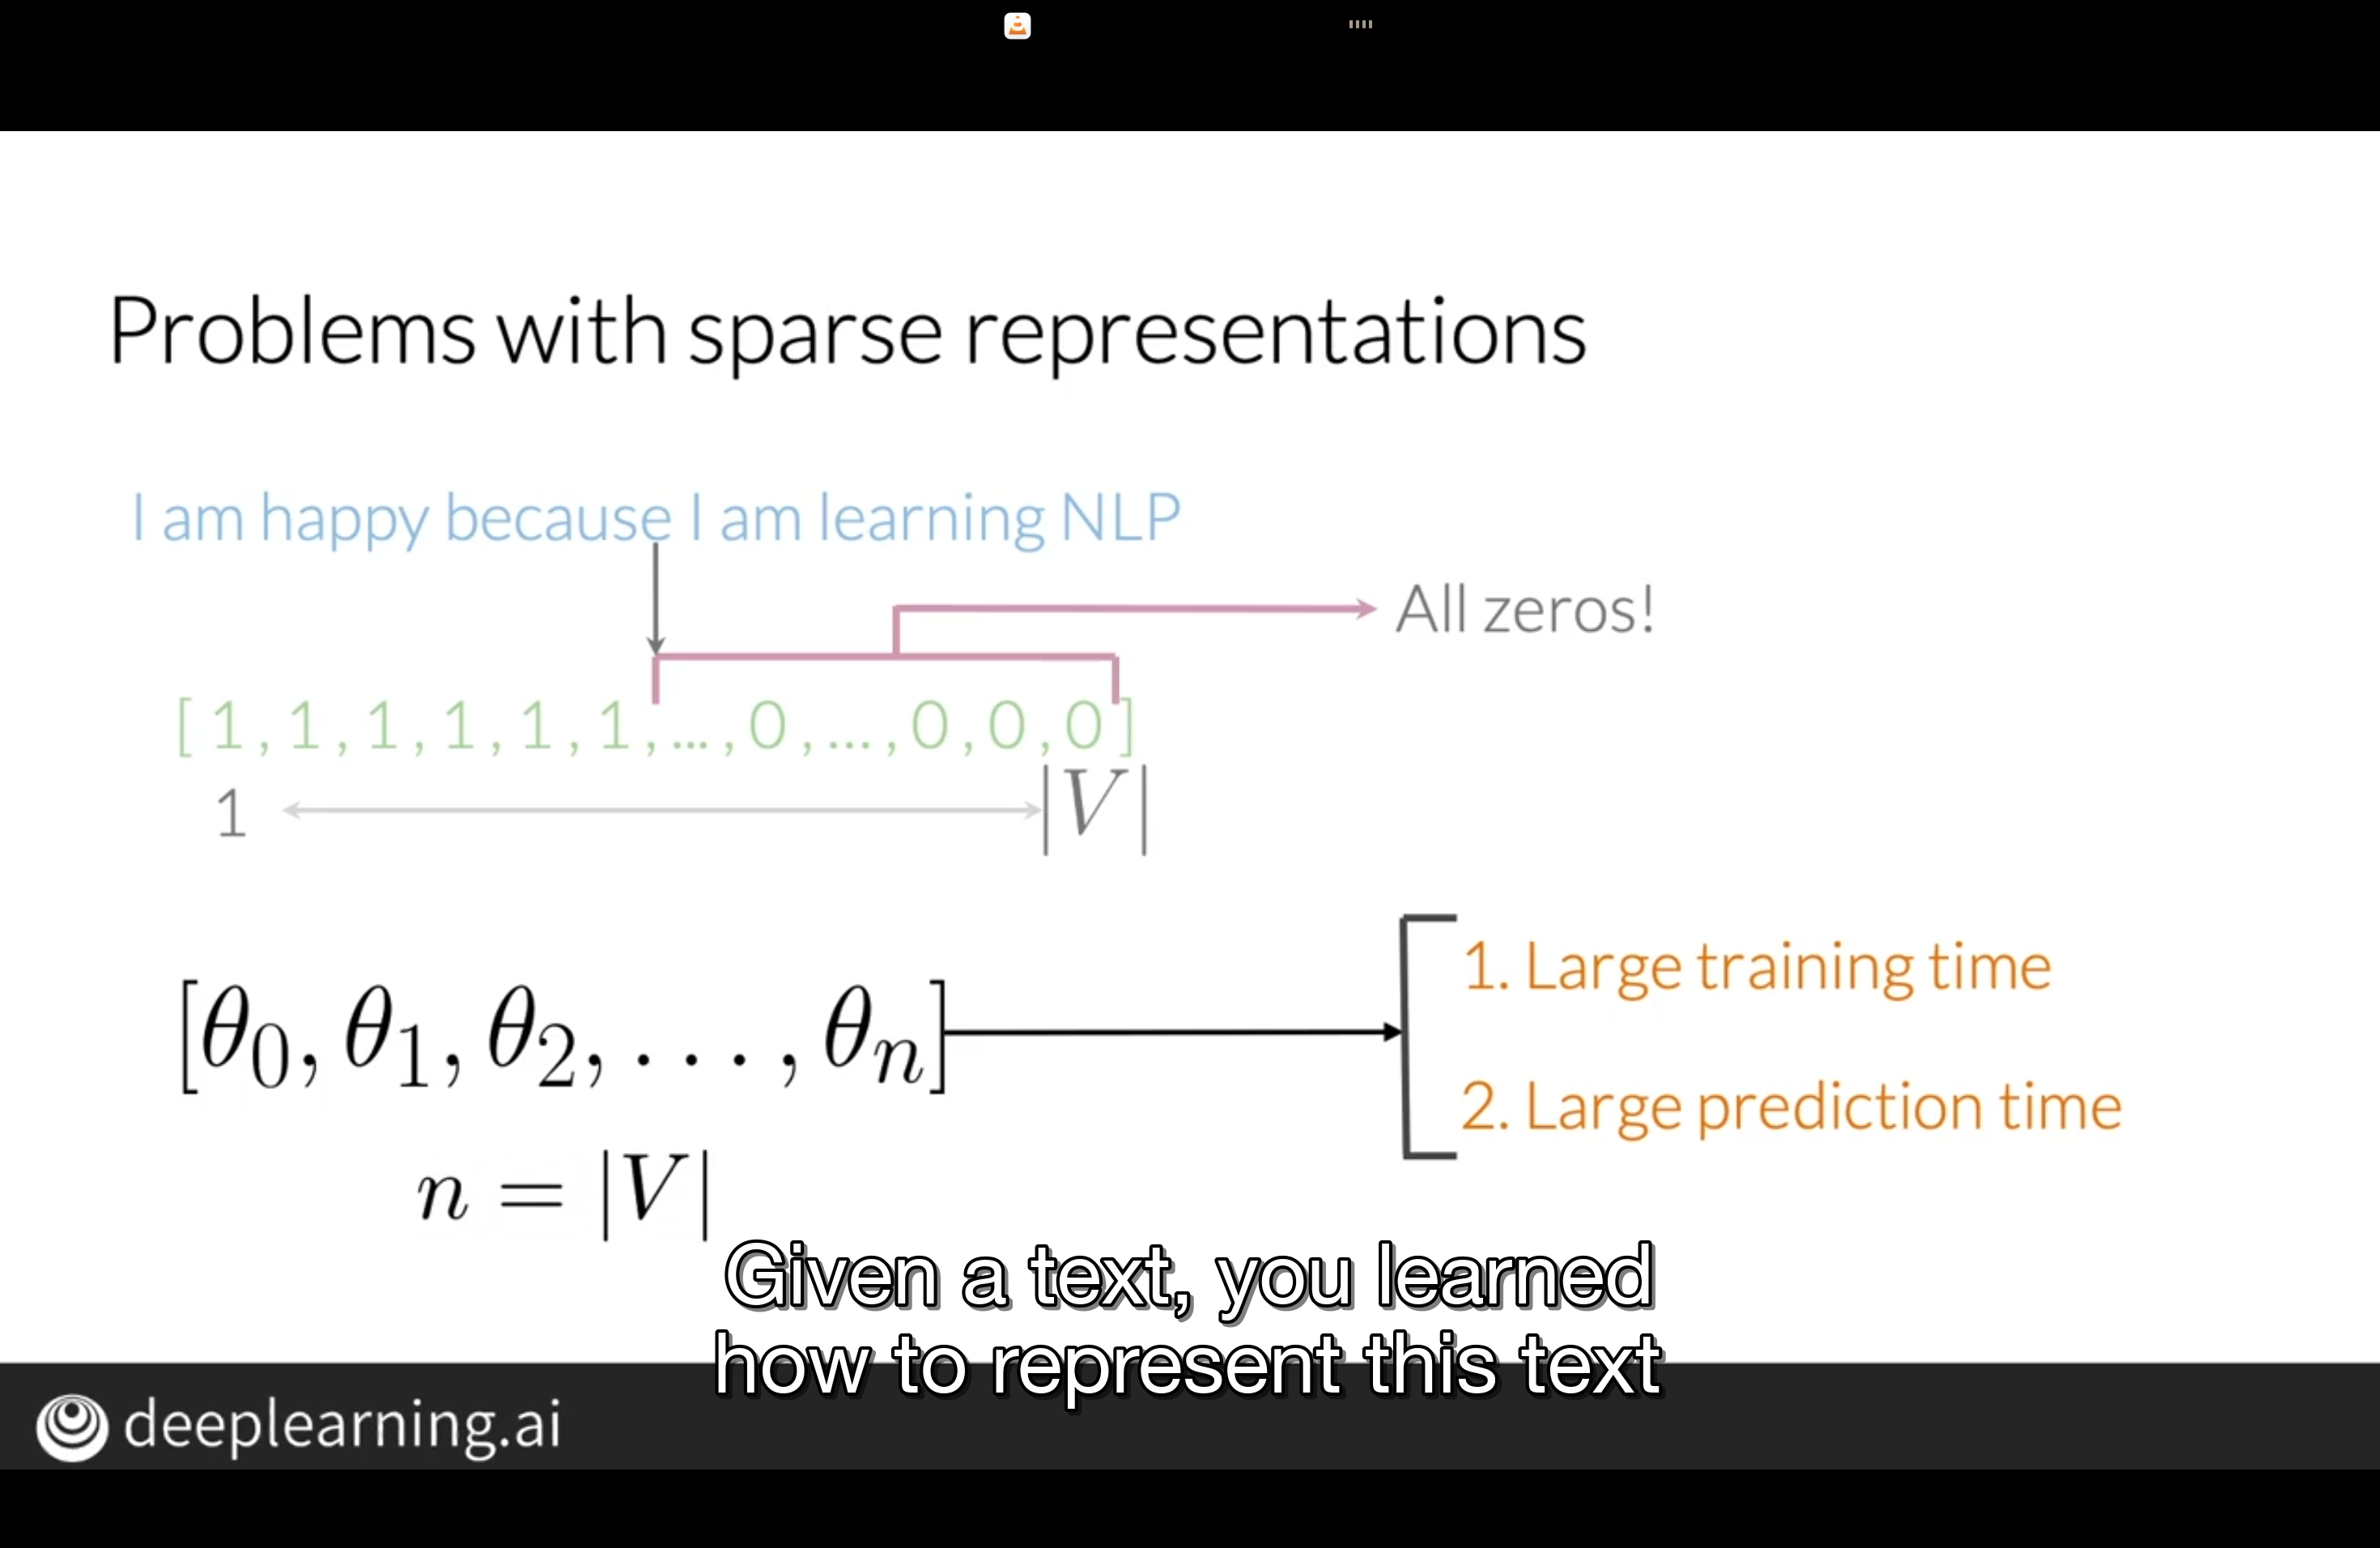 Problems with sparse representations
I am happy because I am learning NLP
All zeros!
[ 1 , 1 , 1 , 1 , 1 , 1 , ... , 0 , ... , 0 , 0 , 0 ]
1 |V|
[θ₀, θ₁, θ₂, . . . , θₙ]
1. Large training time
2. Large prediction time
n = |V|
Given a text, you learned
how to represent this text
deeplearning.ai